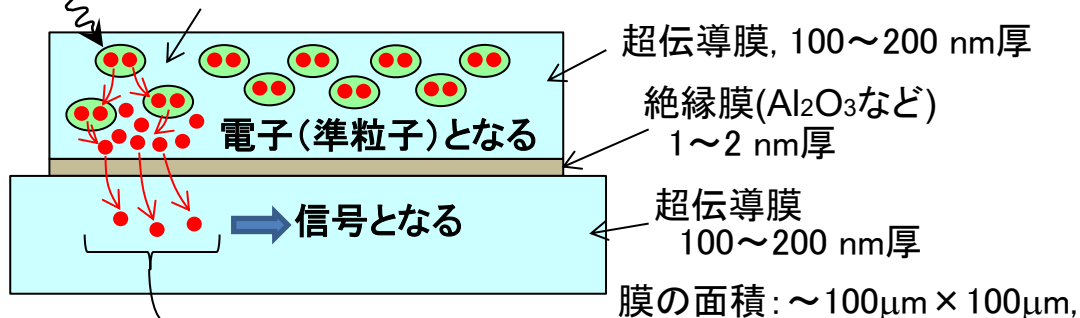 超伝導膜, 100～200 nm厚
絶縁膜(Al₂O₃など)
1～2 nm厚
電子（準粒子）となる
超伝導膜
100～200 nm厚
信号となる
膜の面積：～100μm×100μm,